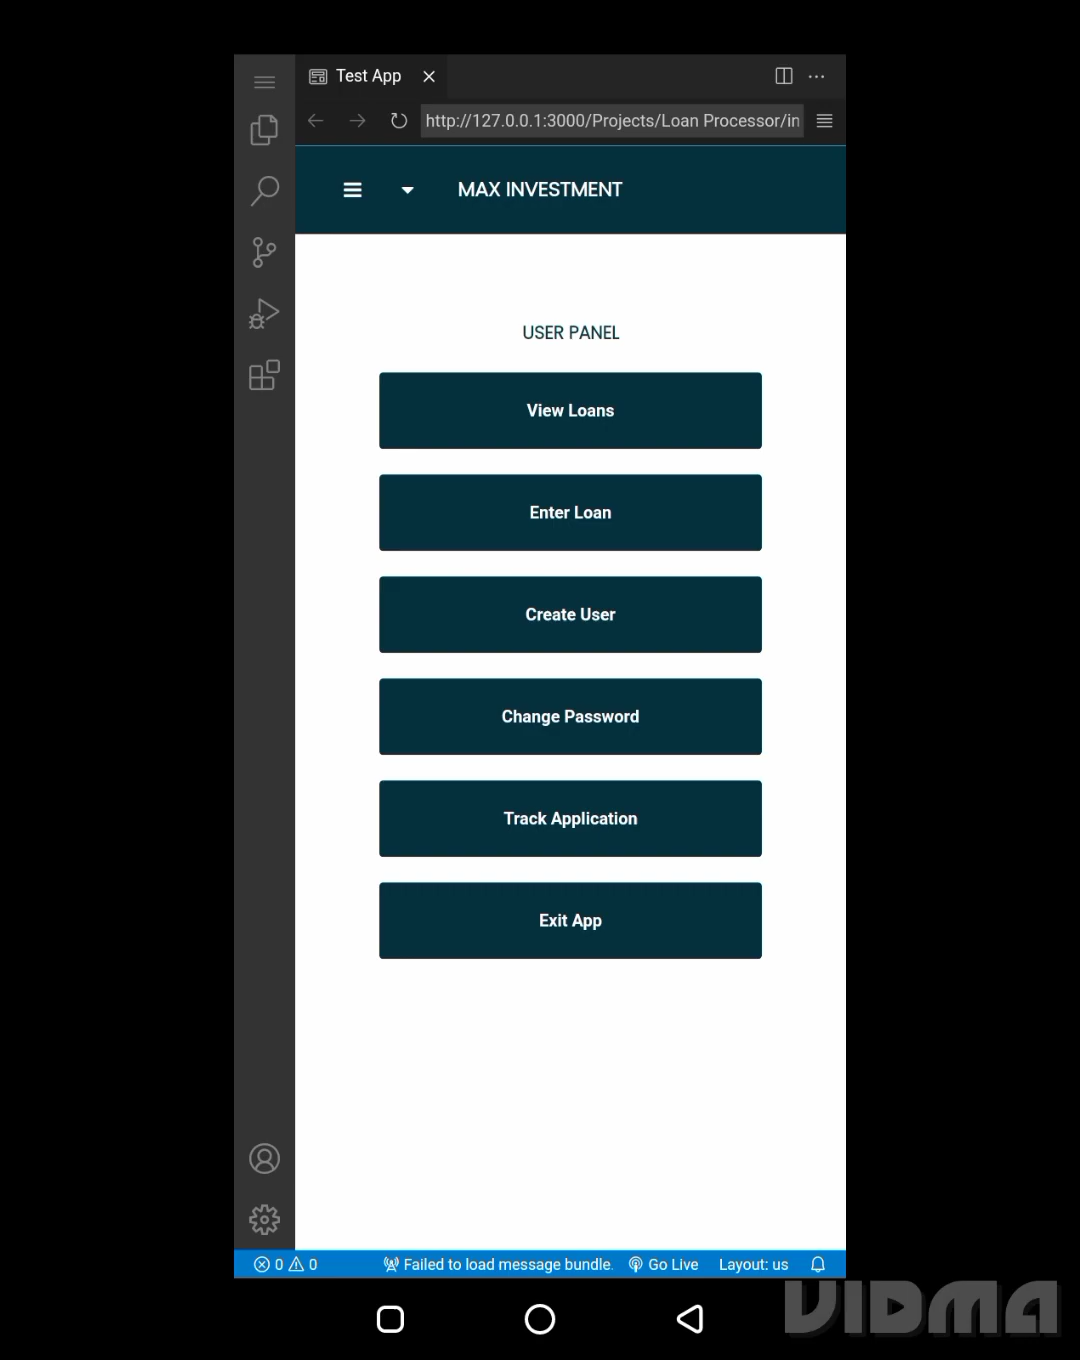 Test App
http://127.0.0.1:3000/Projects/Loan Processor/in
MAX INVESTMENT
USER PANEL
View Loans
Enter Loan
Create User
Change Password
Track Application
Exit App
0 0 Failed to load message bundle. Go Live Layout: us
VIDMA